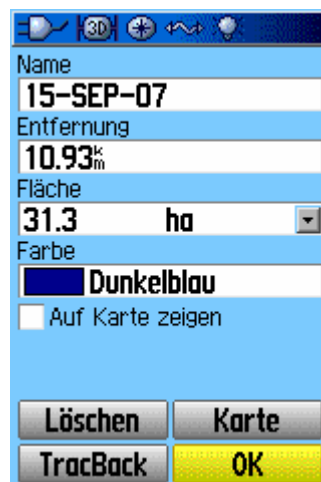 3D
Name
15-SEP-07
Entfernung
10.93km
Fläche
31.3 ha
Farbe
Dunkelblau
Auf Karte zeigen
Löschen Karte
TracBack OK